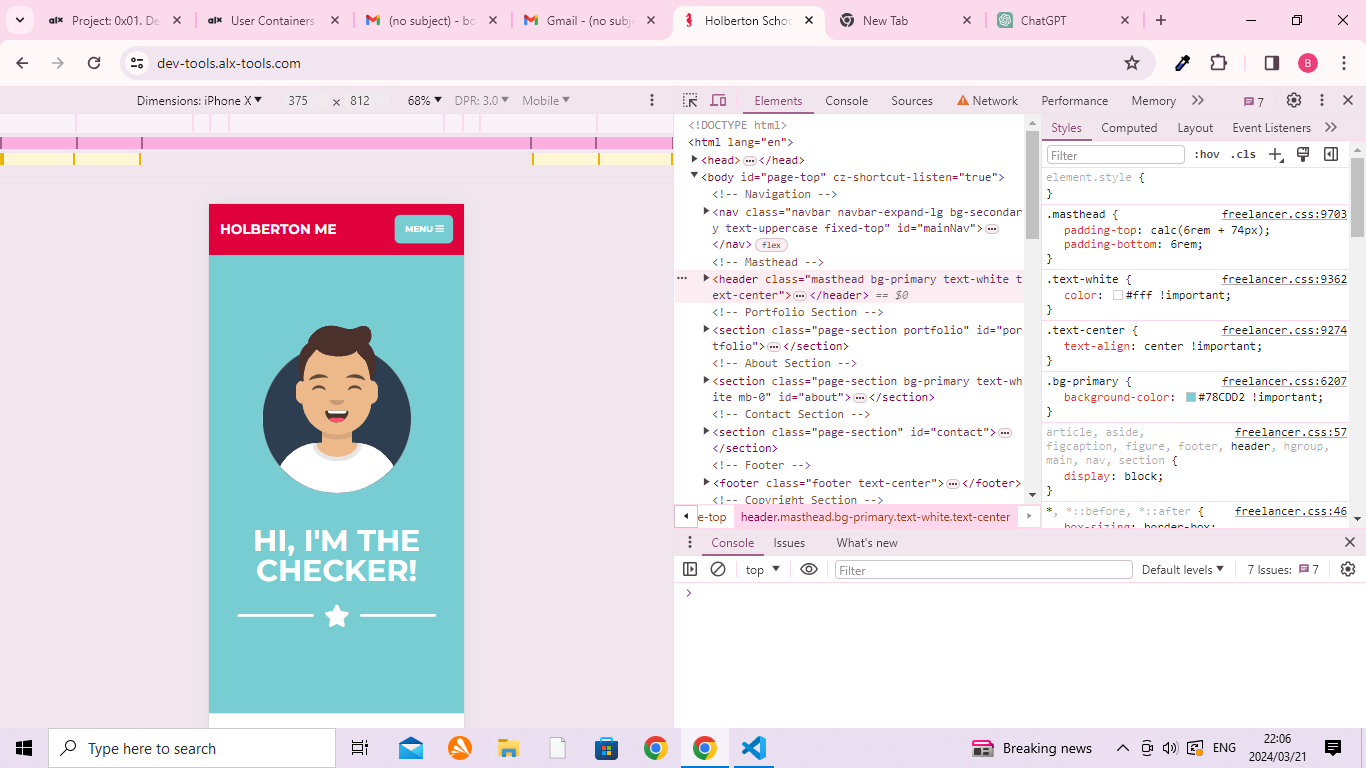 Project: 0x01. De
User Containers
(no subject) - bo
Gmail - (no subj
Holberton Schoo
New Tab
ChatGPT
dev-tools.alx-tools.com
B
Dimensions: iPhone X
375 × 812
68%
DPR: 3.0
Mobile
Elements
Console
Sources
Network
Performance
Memory
7
HOLBERTON ME
MENU
HI, I'M THE
CHECKER!
<!DOCTYPE html>
<html lang="en">
<head> … </head>
<body id="page-top" cz-shortcut-listen="true">
<!-- Navigation -->
<nav class="navbar navbar-expand-lg bg-secondar
y text-uppercase fixed-top" id="mainNav"> …
</nav> flex
<!-- Masthead -->
<header class="masthead bg-primary text-white t
ext-center"> … </header> == $0
<!-- Portfolio Section -->
<section class="page-section portfolio" id="por
tfolio"> … </section>
<!-- About Section -->
<section class="page-section bg-primary text-wh
ite mb-0" id="about"> … </section>
<!-- Contact Section -->
<section class="page-section" id="contact"> …
</section>
<!-- Footer -->
<footer class="footer text-center"> … </footer>
<!-- Copyright Section -->
e-top
header.masthead.bg-primary.text-white.text-center
Styles
Computed
Layout
Event Listeners
Filter
:hov .cls
element.style {
}
.masthead { freelancer.css:9703
padding-top: calc(6rem + 74px);
padding-bottom: 6rem;
}
.text-white { freelancer.css:9362
color: #fff !important;
}
.text-center { freelancer.css:9274
text-align: center !important;
}
.bg-primary { freelancer.css:6207
background-color: #78CDD2 !important;
}
article, aside, freelancer.css:57
figcaption, figure, footer, header, hgroup,
main, nav, section {
display: block;
}
*, *::before, *::after { freelancer.css:46
box-sizing: border-box;
Console
Issues
What's new
top
Filter
Default levels
7 Issues: 7
Type here to search
Breaking news
ENG
22:06
2024/03/21